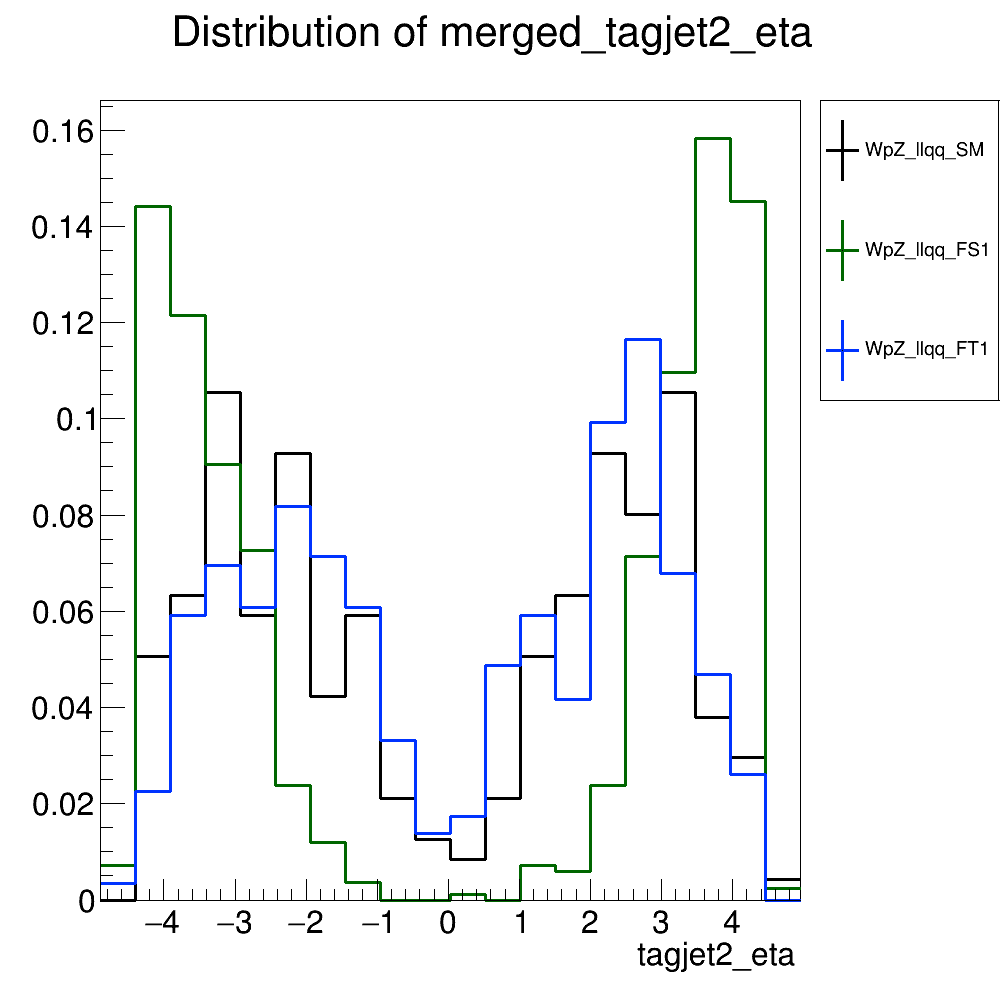 Distribution of merged_tagjet2_eta
0.16
0.14
0.12
0.1
0.08
0.06
0.04
0.02
0
−4 −3 −2 −1 0 1 2 3 4
tagjet2_eta
WpZ_llqq_SM
WpZ_llqq_FS1
WpZ_llqq_FT1